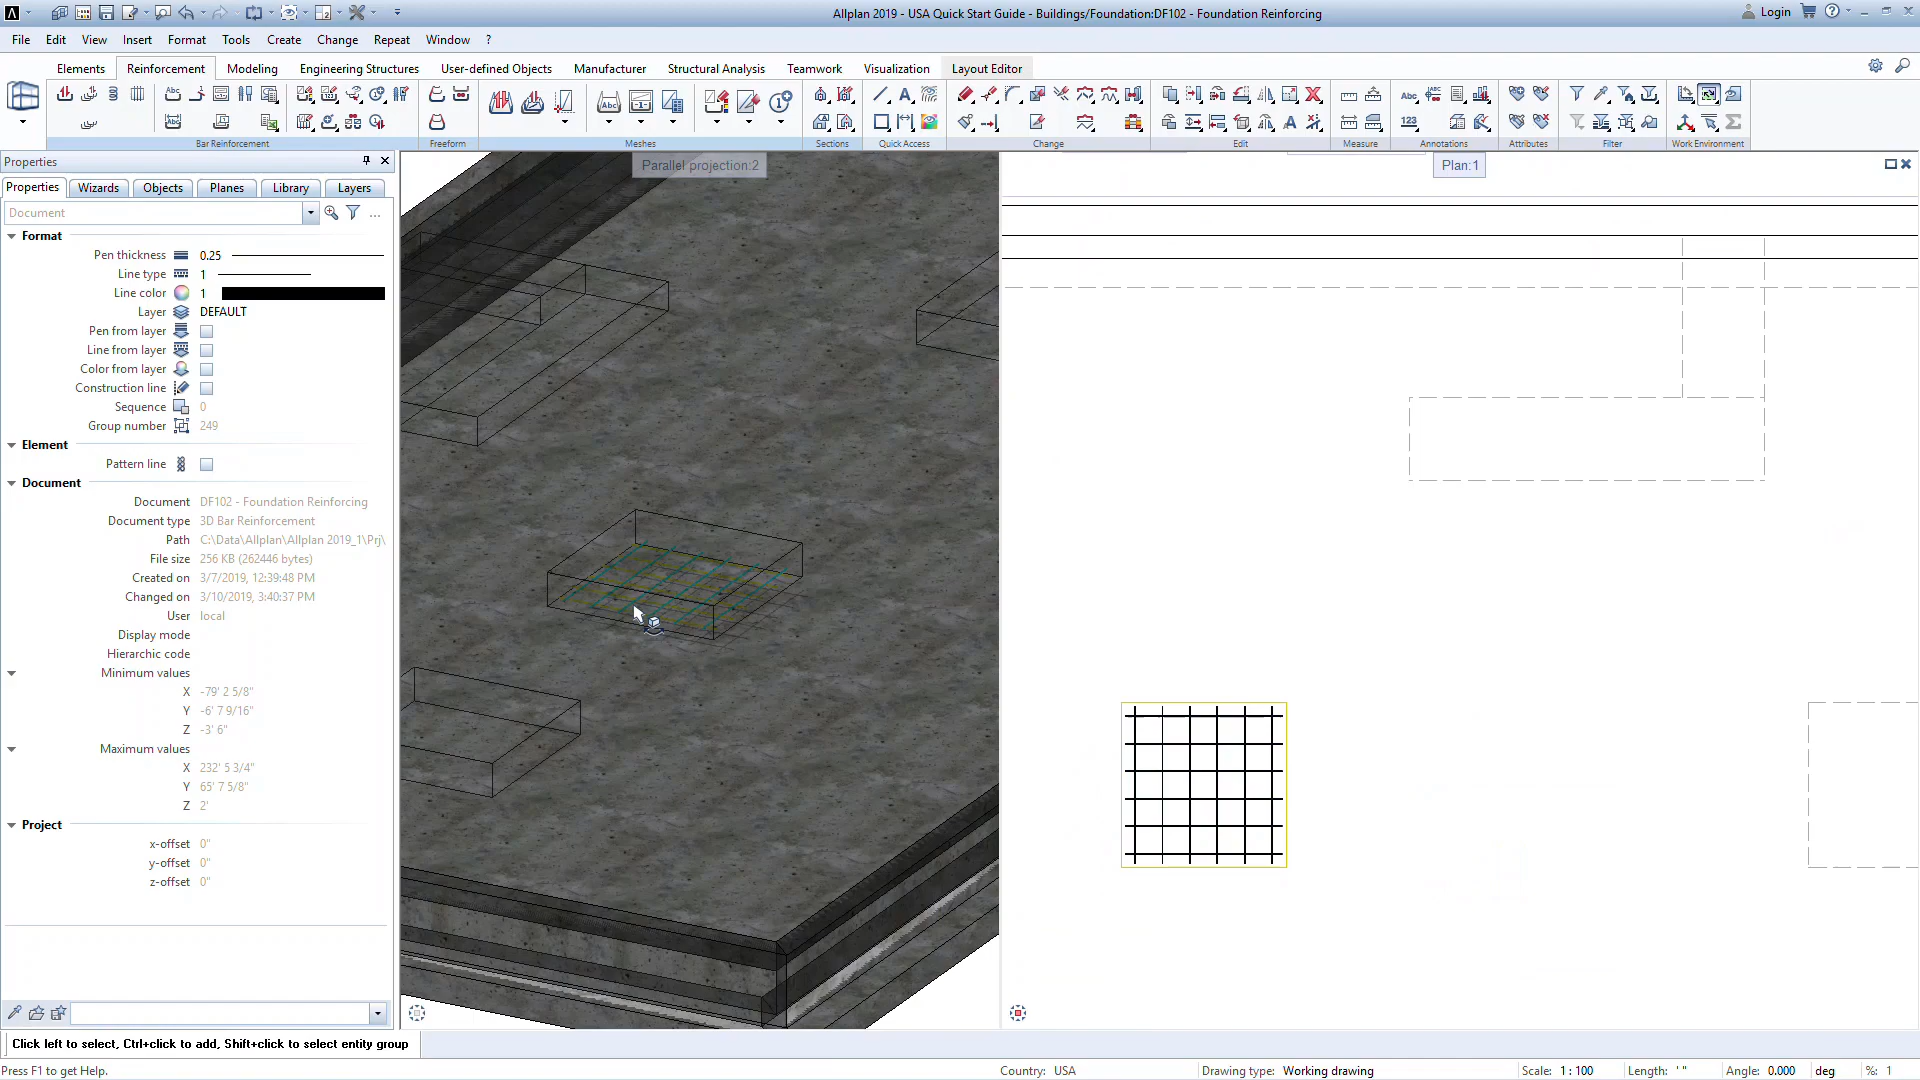 Allplan 2019 - USA Quick Start Guide - Buildings/Foundation:DF102 - Foundation Reinforcing
Login
File Edit View Insert Format Tools Create Change Repeat Window ?
Elements Reinforcement Modeling Engineering Structures User-defined Objects Manufacturer Structural Analysis Teamwork Visualization Layout Editor
Bar Reinforcement Freeform Meshes Sections Quick Access Change Edit Measure Annotations Attributes Filter Work Environment
Properties
Properties Wizards Objects Planes Library Layers
Document
Format
Pen thickness 0.25
Line type 1
Line color 1
Layer DEFAULT
Pen from layer
Line from layer
Color from layer
Construction line
Sequence 0
Group number 249
Element
Pattern line
Document
Document DF102 - Foundation Reinforcing
Document type 3D Bar Reinforcement
Path C:\Data\Allplan\Allplan 2019_1\Prj\
File size 256 KB (262446 bytes)
Created on 3/7/2019, 12:39:48 PM
Changed on 3/10/2019, 3:40:37 PM
User local
Display mode
Hierarchic code
Minimum values
X -79' 2 5/8"
Y -6' 7 9/16"
Z -3' 6"
Maximum values
X 232' 5 3/4"
Y 65' 7 5/8"
Z 2'
Project
x-offset 0"
y-offset 0"
z-offset 0"
Parallel projection:2
Plan:1
Click left to select, Ctrl+click to add, Shift+click to select entity group
Press F1 to get Help.
Country: USA Drawing type: Working drawing Scale: 1 : 100 Length: ' " Angle: 0.000 deg %: 1